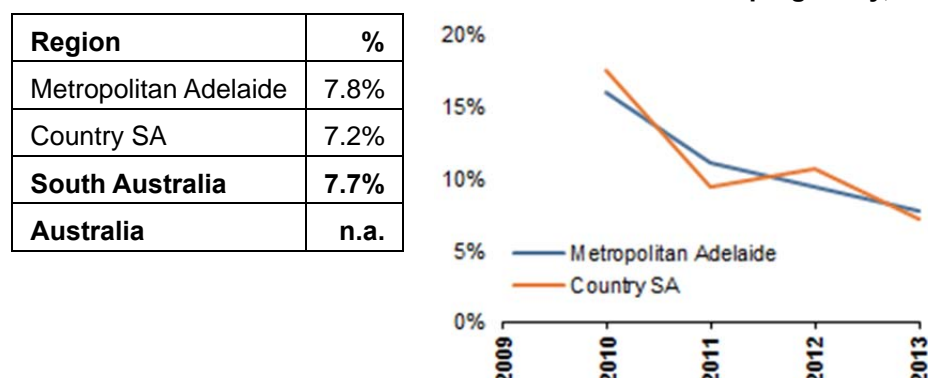 Region %
Metropolitan Adelaide 7.8%
Country SA 7.2%
South Australia 7.7%
Australia n.a.
20%
15%
10%
5%
0%
Metropolitan Adelaide
Country SA
2009
2010
2011
2012
2013